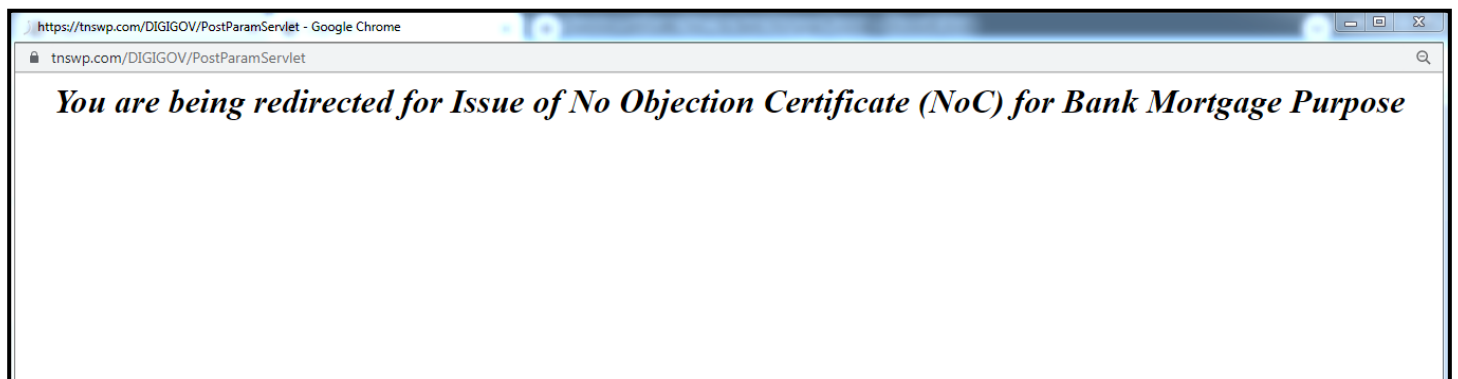 https://tnswp.com/DIGIGOV/PostParamServlet - Google Chrome
tnswp.com/DIGIGOV/PostParamServlet
You are being redirected for Issue of No Objection Certificate (NoC) for Bank Mortgage Purpose